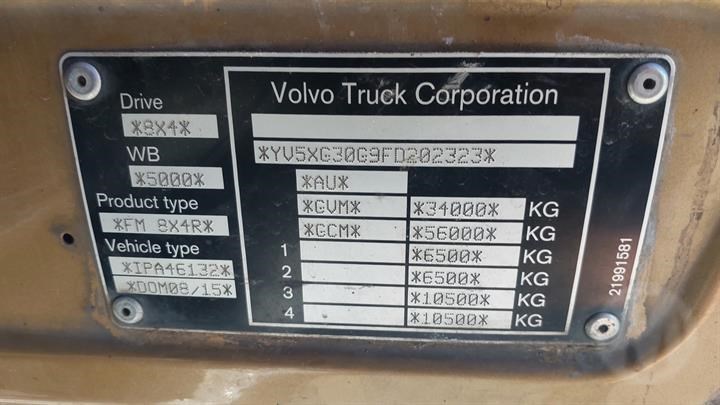 Volvo Truck Corporation
Drive
*8X4*
WB
*5000*
Product type
*FM 8X4R*
Vehicle type
*IPA46132*
*DOM08/15*
*YV5XG30G9FD202323*
*AU*
*GVM* *34000* KG
*GCM* *56000* KG
1 *6500* KG
2 *6500* KG
3 *10500* KG
4 *10500* KG
21991581